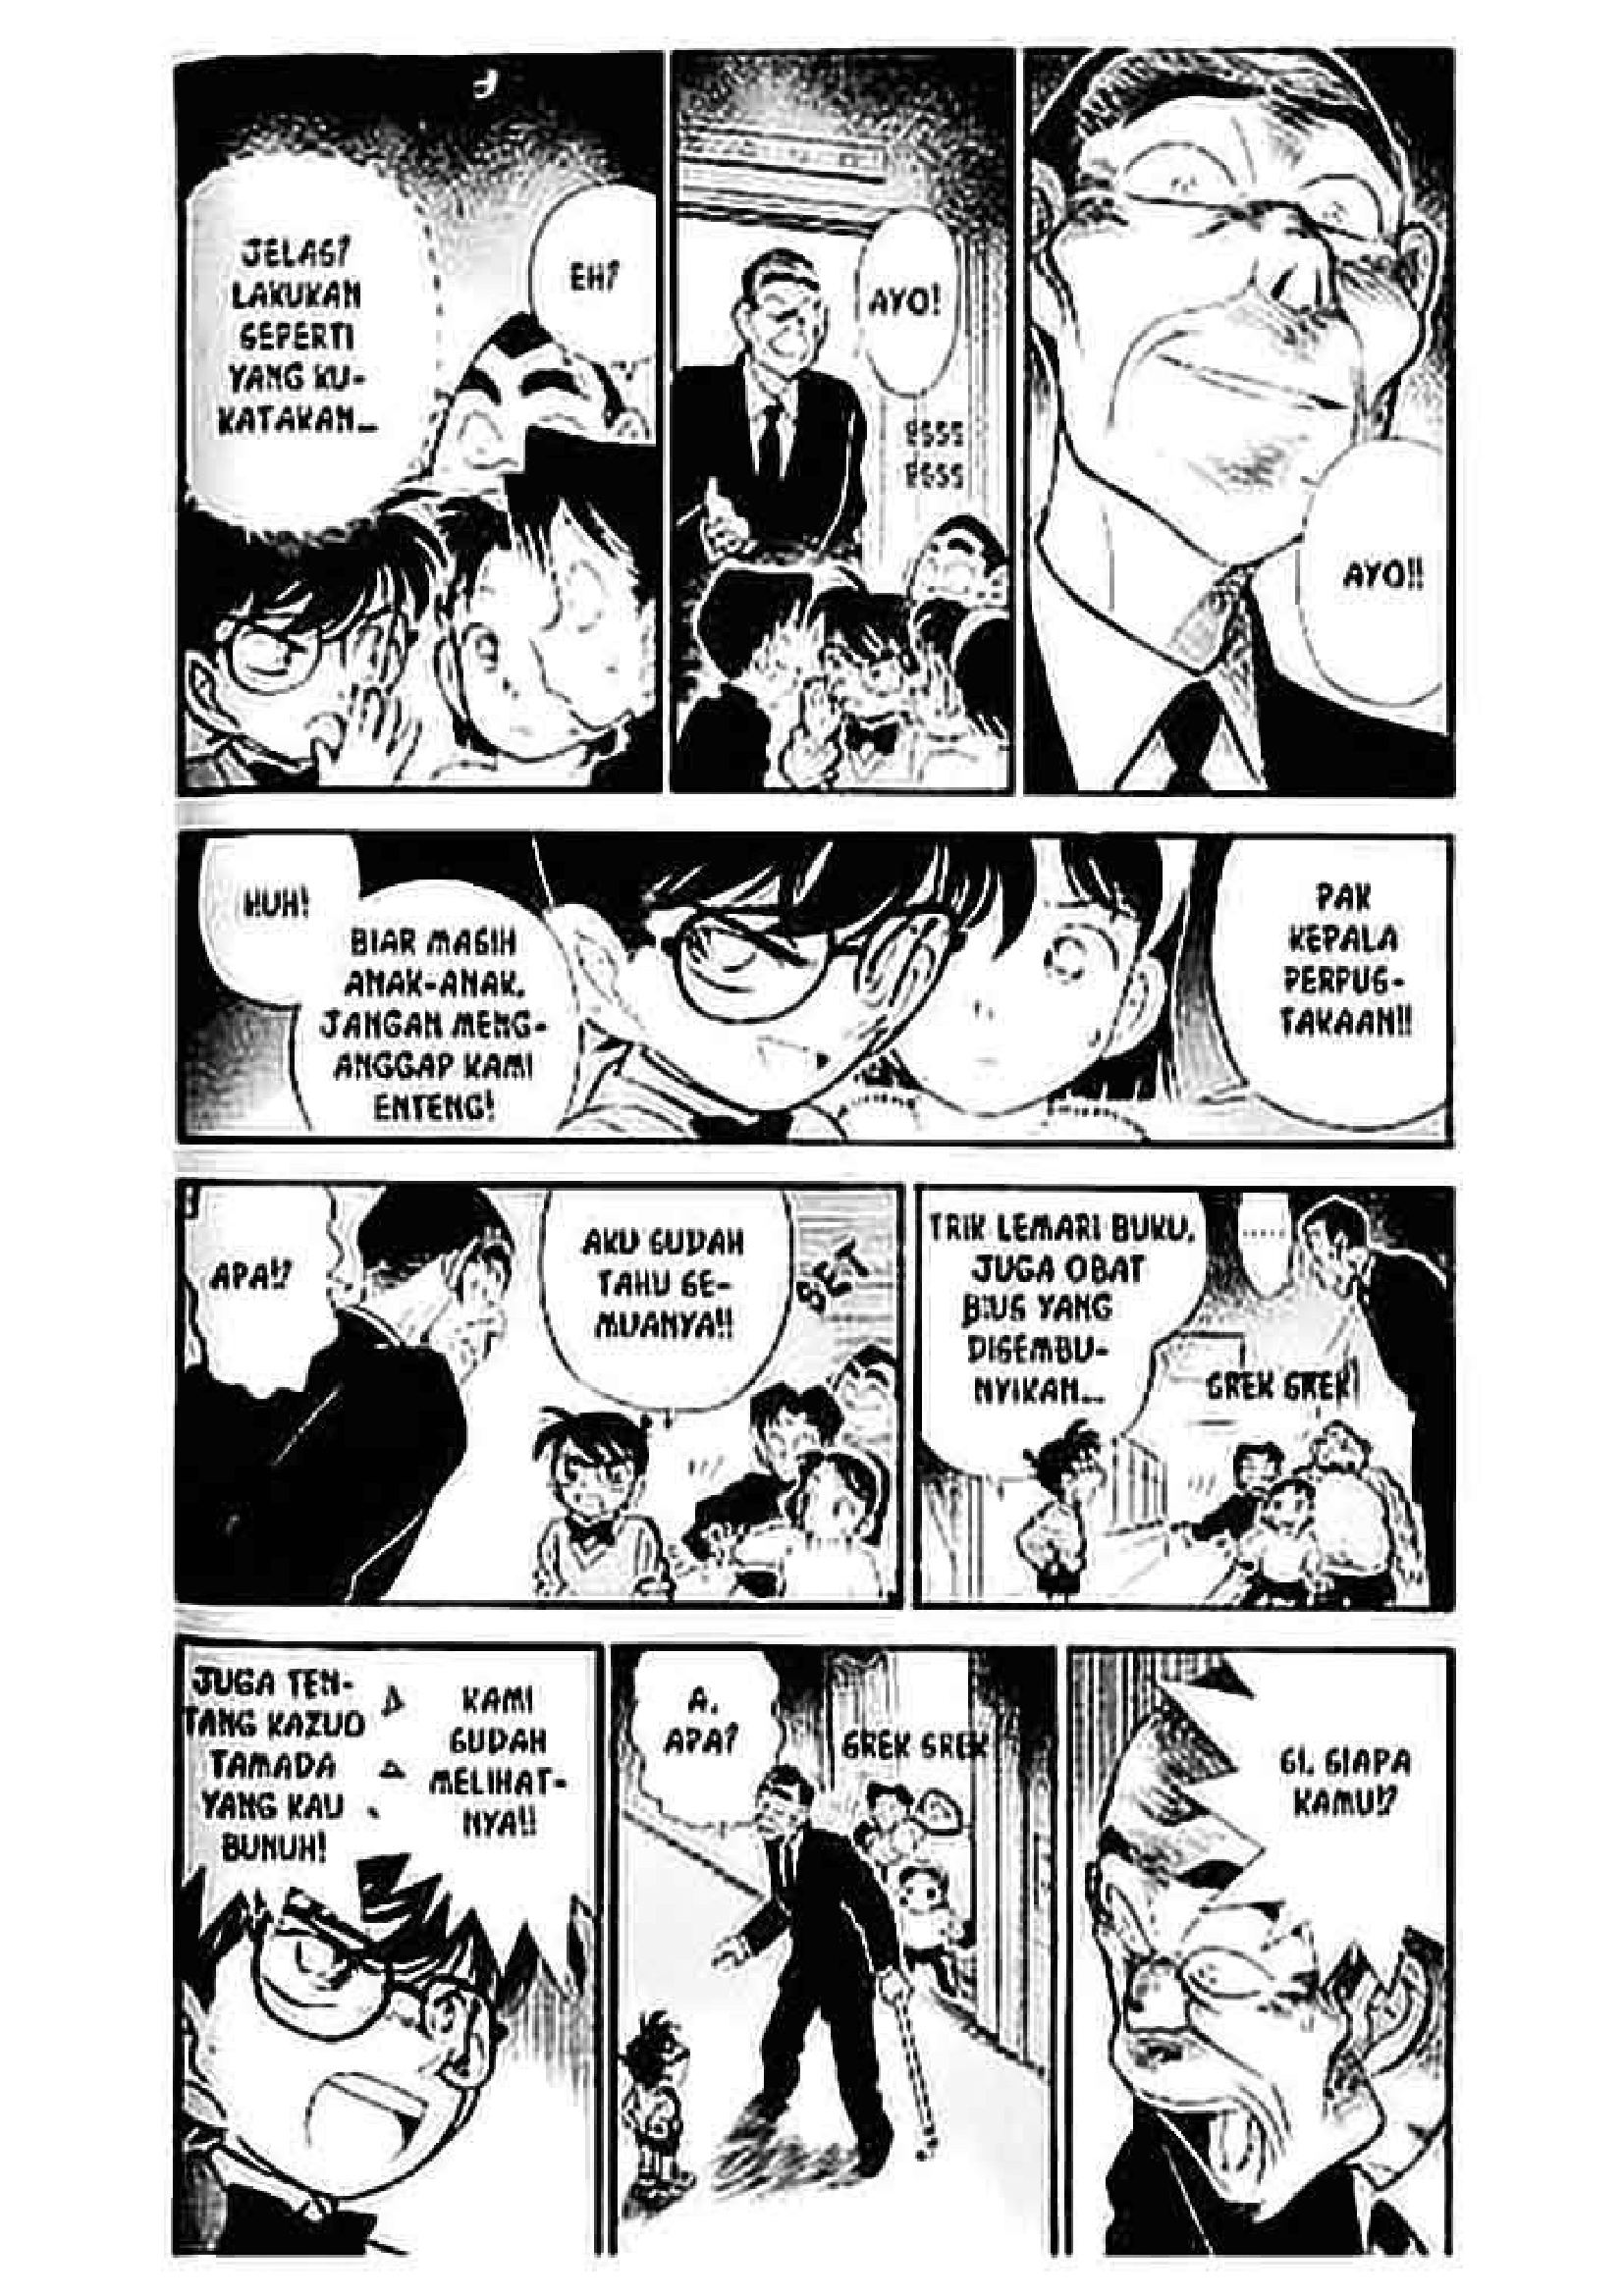 AYO!!
AYO!
PSSS
PSSS
EH?
JELAS?
LAKUKAN
SEPERTI
YANG KU-
KATAKAN...
PAK
KEPALA
PERPUS-
TAKAAN!!
HUH!
BIAR MASIH
ANAK-ANAK,
JANGAN MENG-
ANGGAP KAMI
ENTENG!
......
GREK GREK!
TRIK LEMARI BUKU,
JUGA OBAT
BIUS YANG
DISEMBU-
NYIKAN...
SET
AKU SUDAH
TAHU SE-
MUANYA!!
APA!?
SI, SIAPA
KAMU!?
GREK GREK
A,
APA?
KAMI
SUDAH
MELIHAT-
NYA!!
JUGA TEN-
TANG KAZUO
TAMADA
YANG KAU
BUNUH!